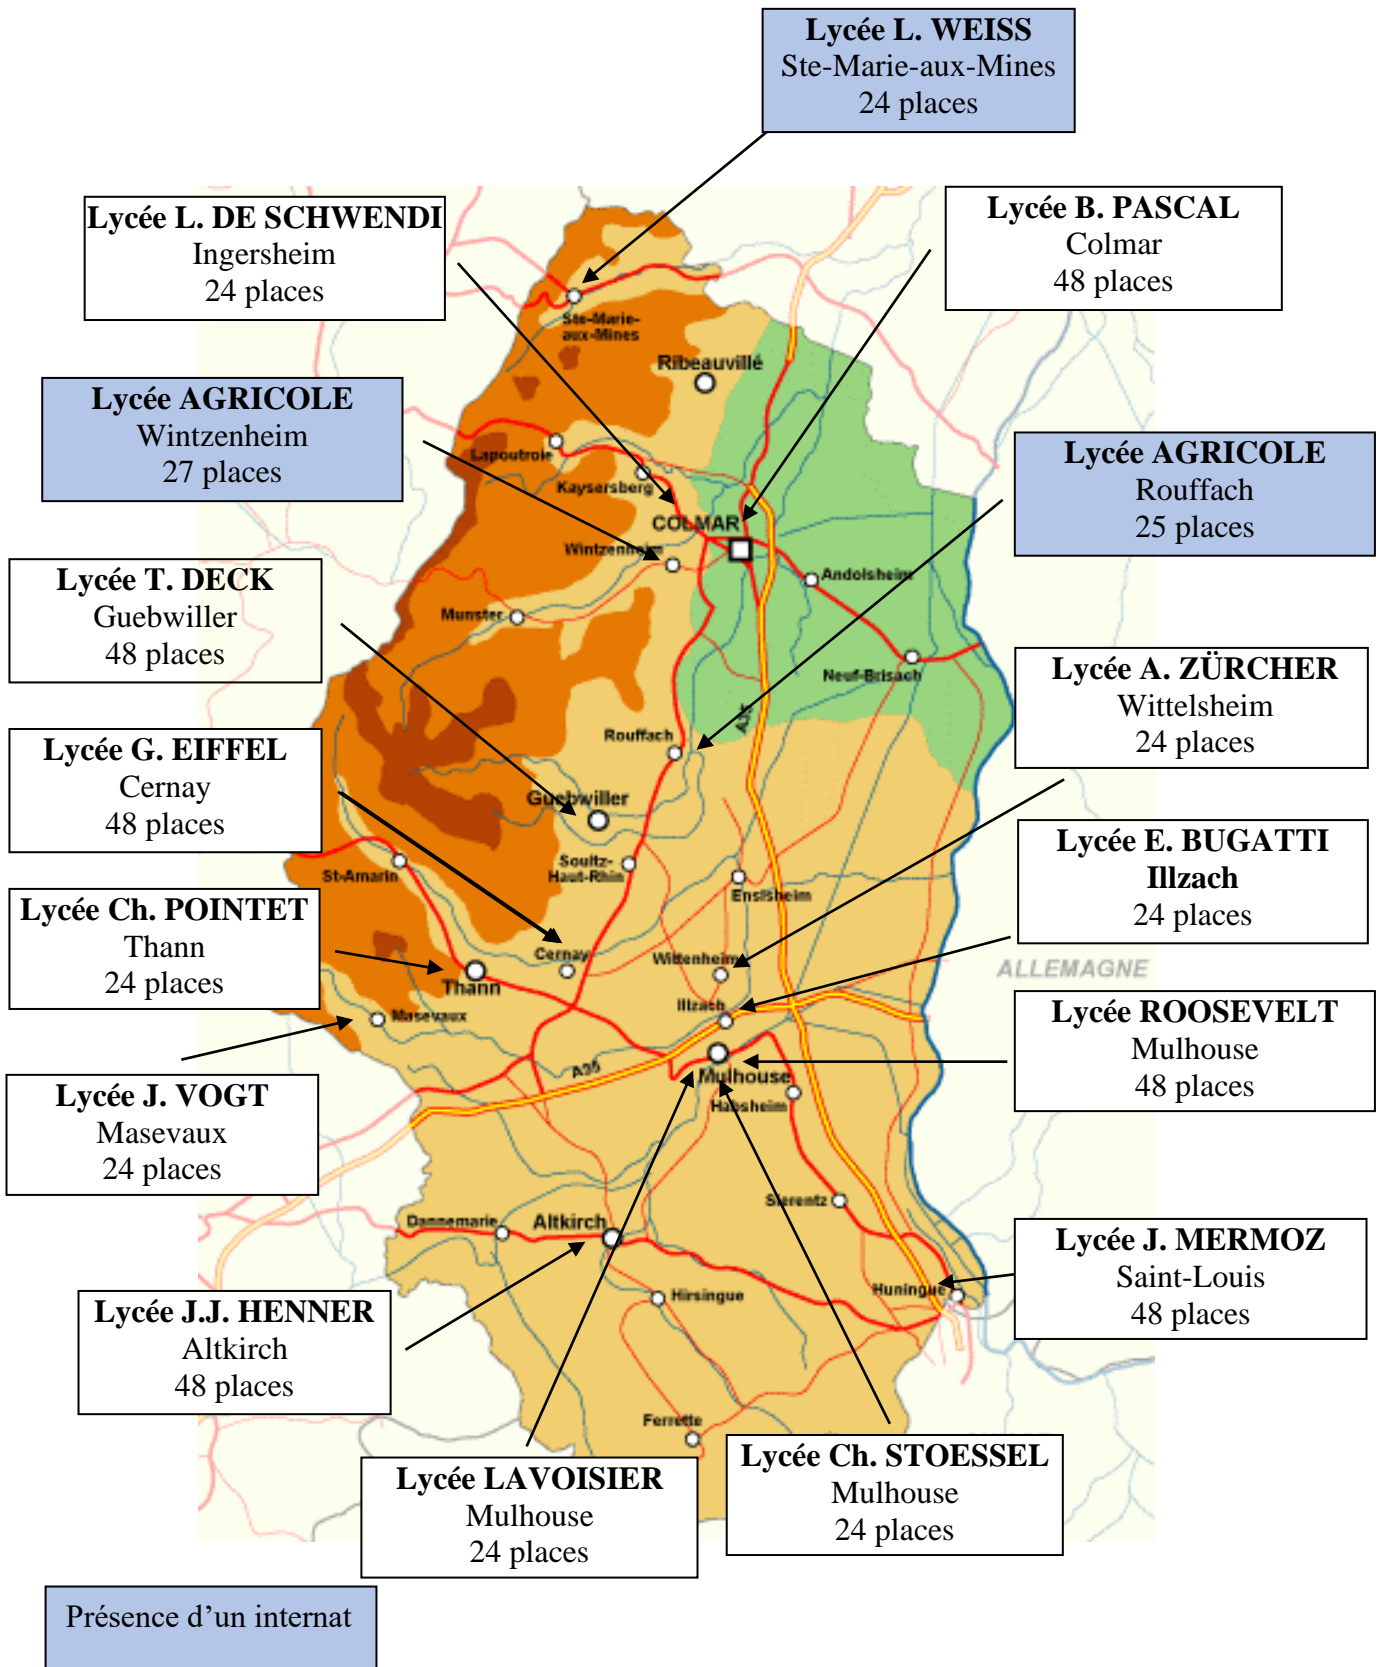 Lycée L. WEISS
Ste-Marie-aux-Mines
24 places
Lycée L. DE SCHWENDI
Ingersheim
24 places
Lycée B. PASCAL
Colmar
48 places
Ste-Marie-
aux-Mines
Ribeauvillé
Lycée AGRICOLE
Wintzenheim
27 places
Lapoutroie
Kaysersberg
COLMAR
Wintzenheim
Lycée AGRICOLE
Rouffach
25 places
Andolsheim
Lycée T. DECK
Guebwiller
48 places
Munster
Neuf-Brisach
Lycée A. ZÜRCHER
Wittelsheim
24 places
A35
Rouffach
Lycée G. EIFFEL
Cernay
48 places
Guebwiller
Soultz-
Haut-Rhin
St-Amarin
Ensisheim
Lycée E. BUGATTI
Illzach
24 places
Lycée Ch. POINTET
Thann
24 places
Cernay
Wittenheim
ALLEMAGNE
Thann
Illzach
Masevaux
Lycée ROOSEVELT
Mulhouse
48 places
A35
Mulhouse
Habsheim
Lycée J. VOGT
Masevaux
24 places
Sierentz
Dannemarie
Altkirch
Lycée J. MERMOZ
Saint-Louis
48 places
Huningue
Hirsingue
Lycée J.J. HENNER
Altkirch
48 places
Ferrette
Lycée LAVOISIER
Mulhouse
24 places
Lycée Ch. STOESSEL
Mulhouse
24 places
Présence d’un internat